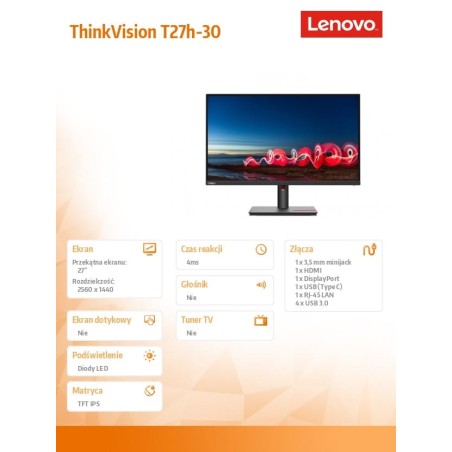 ThinkVision T27h-30
Lenovo
Ekran
Przekątna ekranu:
27"
Rozdzielczość:
2560 x 1440
Ekran dotykowy
Nie
Podświetlenie
Diody LED
Matryca
TFT IPS
Czas reakcji
4ms
Głośnik
Nie
Tuner TV
Nie
Złącza
1 x 3,5 mm minijack
1 x HDMI
1 x DisplayPort
1 x USB (Type C)
1 x RJ-45 LAN
4 x USB 3.0